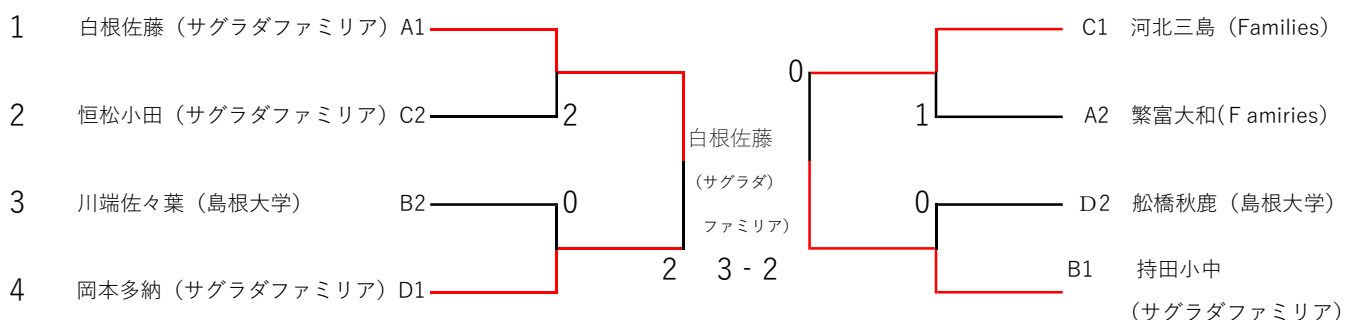 1 白根佐藤（サグラダファミリア）A1
2 恒松小田（サグラダファミリア）C2
2
3 川端佐々葉（島根大学） B2
0
4 岡本多納（サグラダファミリア）D1
2
白根佐藤
（サグラダ）
ファミリア）
3 - 2
0
C1 河北三島（Families）
1
A2 繁富大和(Ｆamiries）
0
D2 舩橋秋鹿（島根大学）
B1 持田小中
（サグラダファミリア）